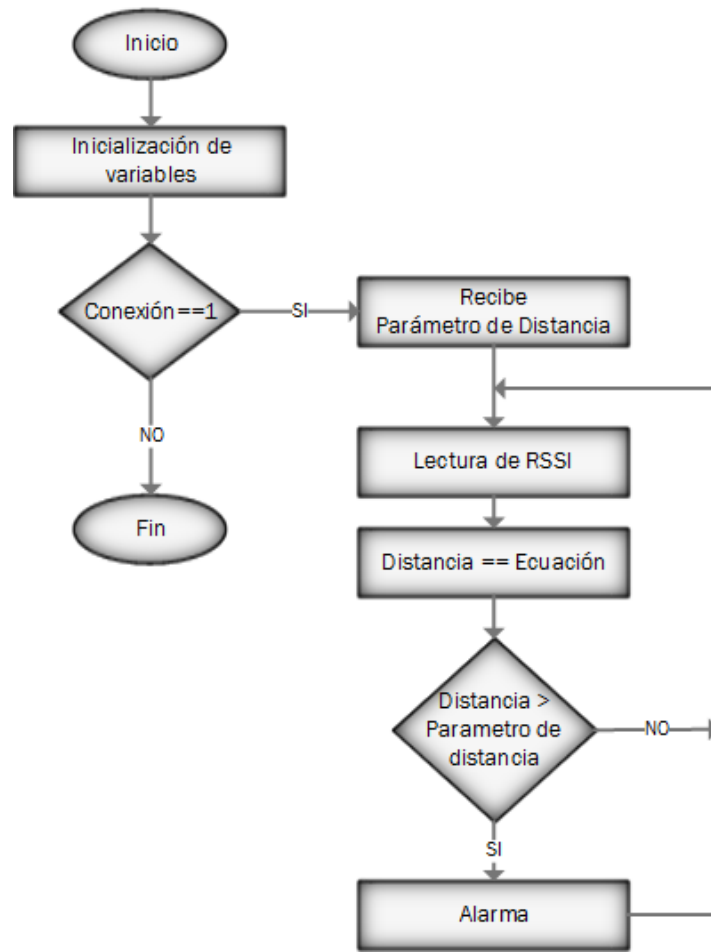 Inicio
Inicialización de
variables
Conexión==1
SI
Recibe
Parámetro de Distancia
NO
Lectura de RSSI
Fin
Distancia == Ecuación
Distancia >
Parametro de
distancia
NO
SI
Alarma